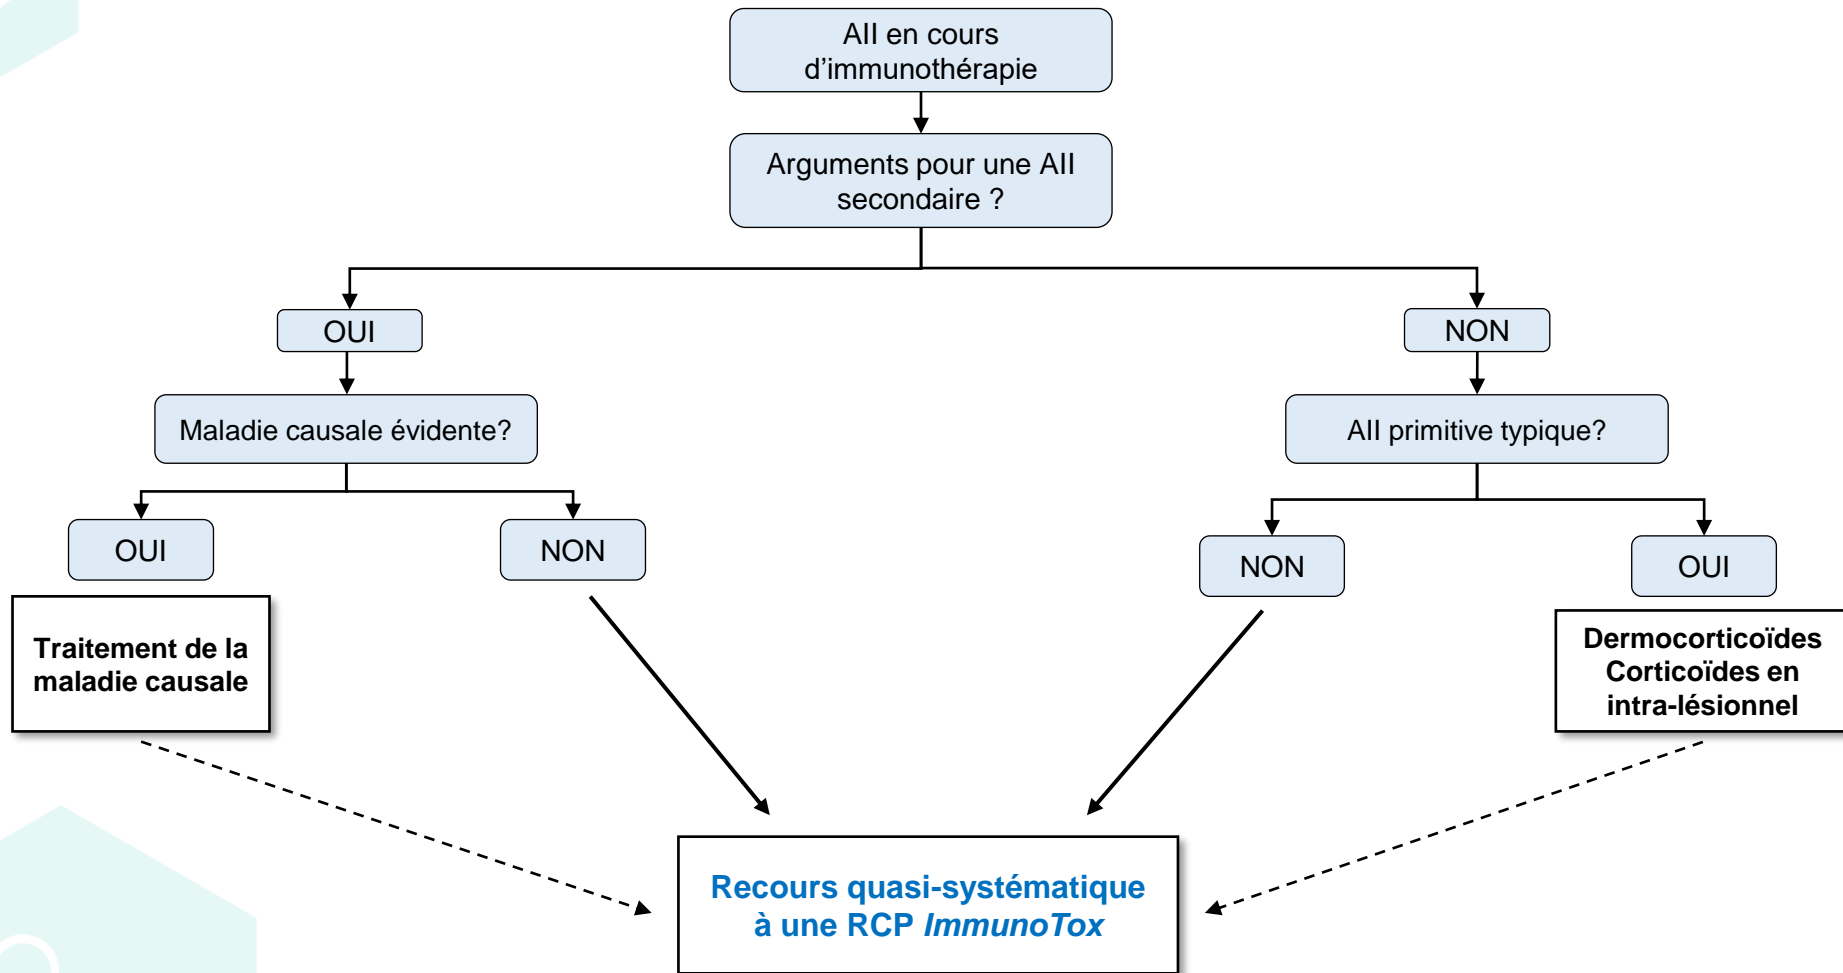 AII en cours
d’immunothérapie
Arguments pour une AII
secondaire ?
OUI
NON
Maladie causale évidente?
AII primitive typique?
OUI
NON
NON
OUI
Traitement de la
maladie causale
Dermocorticoïdes
Corticoïdes en
intra-lésionnel
Recours quasi-systématique
à une RCP ImmunoTox